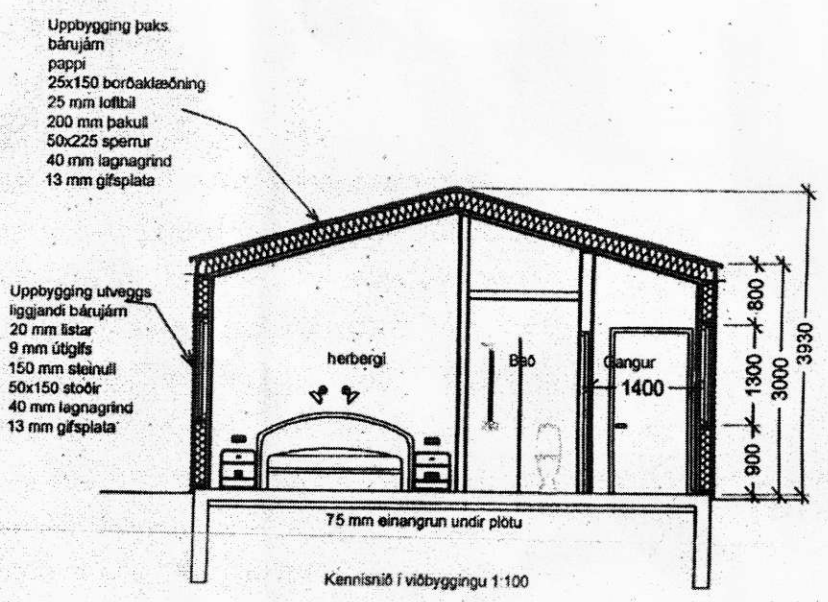 Uppbygging þaks.
bárujárn
pappi
25x150 borðaklæðning
25 mm loftbil
200 mm þakull
50x225 sperrur
40 mm lagnagrind
13 mm gifsplata
Uppbygging utveggs
liggjandi bárujárn
20 mm listar
9 mm útigifs
150 mm steinull
50x150 stoðir
40 mm lagnagrind
13 mm gifsplata
herbergi
Bað
Gangur
1400
800
1300
900
3000
3930
75 mm einangrun undir plötu
Kennisnið í viðbyggingu 1:100